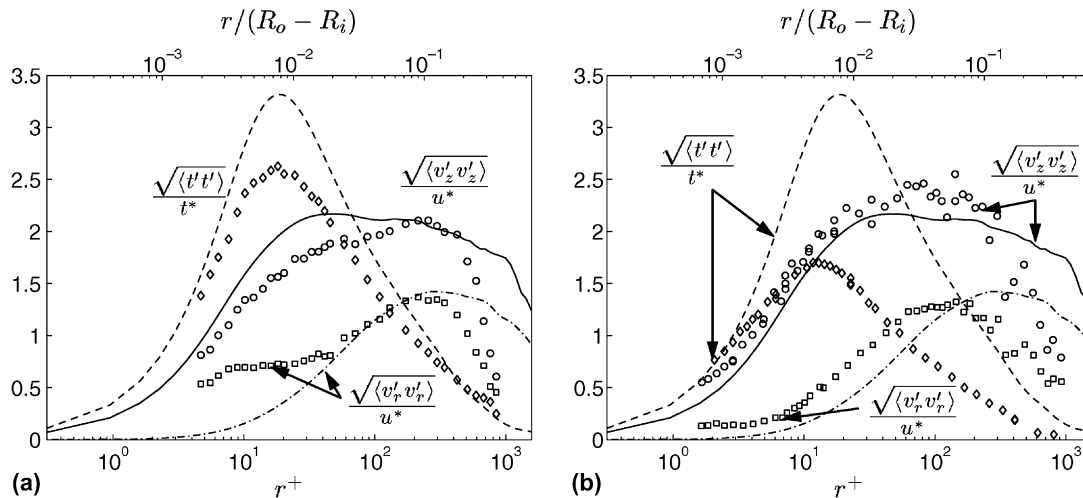 r/(R_o − R_i) r/(R_o − R_i)
10^{-3} 10^{-2} 10^{-1} 10^{-3} 10^{-2} 10^{-1}
3.5 3.5
3 3
2.5 2.5
2 2
1.5 1.5
1 1
0.5 0.5
0 0
√⟨t′t′⟩/t* √⟨v′_z v′_z⟩/u* √⟨t′t′⟩/t* √⟨v′_z v′_z⟩/u*
√⟨v′_r v′_r⟩/u* √⟨v′_r v′_r⟩/u*
10^0 10^1 10^2 10^3 10^0 10^1 10^2 10^3
(a) r^+ (b) r^+